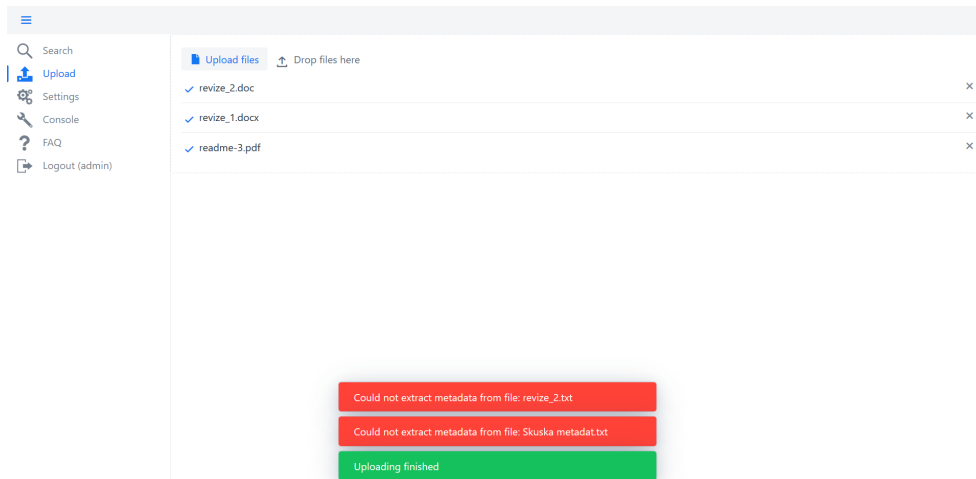 Search
Upload
Settings
Console
FAQ
Logout (admin)
Upload files
Drop files here
revize_2.doc
revize_1.docx
readme-3.pdf
Could not extract metadata from file: revize_2.txt
Could not extract metadata from file: Skuska metadat.txt
Uploading finished